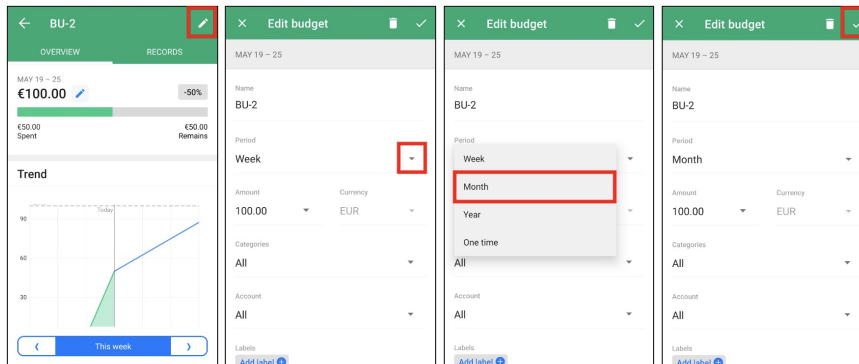 BU-2
OVERVIEW RECORDS
MAY 19 – 25
€100.00
-50%
€50.00 €50.00
Spent Remains
Trend
Today
90
60
30
This week
Edit budget
MAY 19 – 25
Name
BU-2
Period
Week
Amount Currency
100.00 EUR
Categories
All
Account
All
Labels
Add label
Edit budget
MAY 19 – 25
Name
BU-2
Period
Week
Month
Year
One time
All
Account
All
Labels
Add label
Edit budget
MAY 19 – 25
Name
BU-2
Period
Month
Amount Currency
100.00 EUR
Categories
All
Account
All
Labels
Add label